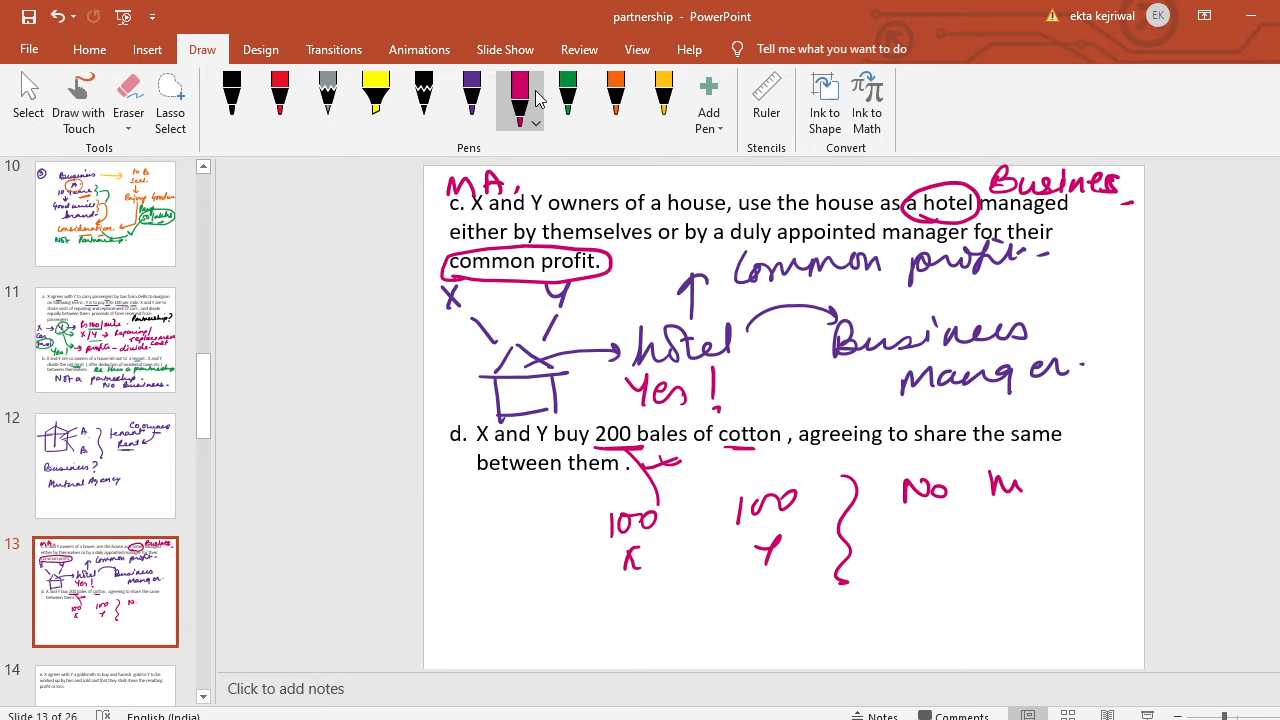 partnership - PowerPoint
ekta kejriwal
EK
File Home Insert Draw Design Transitions Animations Slide Show Review View Help Tell me what you want to do
Select
Draw with Touch
Eraser
Lasso Select
Add Pen
Ruler
Ink to Shape
Ink to Math
Tools
Pens
Stencils
Convert
10
11
12
13
14
MA.
Busines
c. X and Y owners of a house, use the house as a hotel managed
either by themselves or by a duly appointed manager for their
common profit.
Common profit
X Y
hotel
Business
Manger.
Yes !
d. X and Y buy 200 bales of cotton , agreeing to share the same
between them .
100 100
X Y
No M
Click to add notes
Slide 13 of 26
English (India)
Notes
Comments